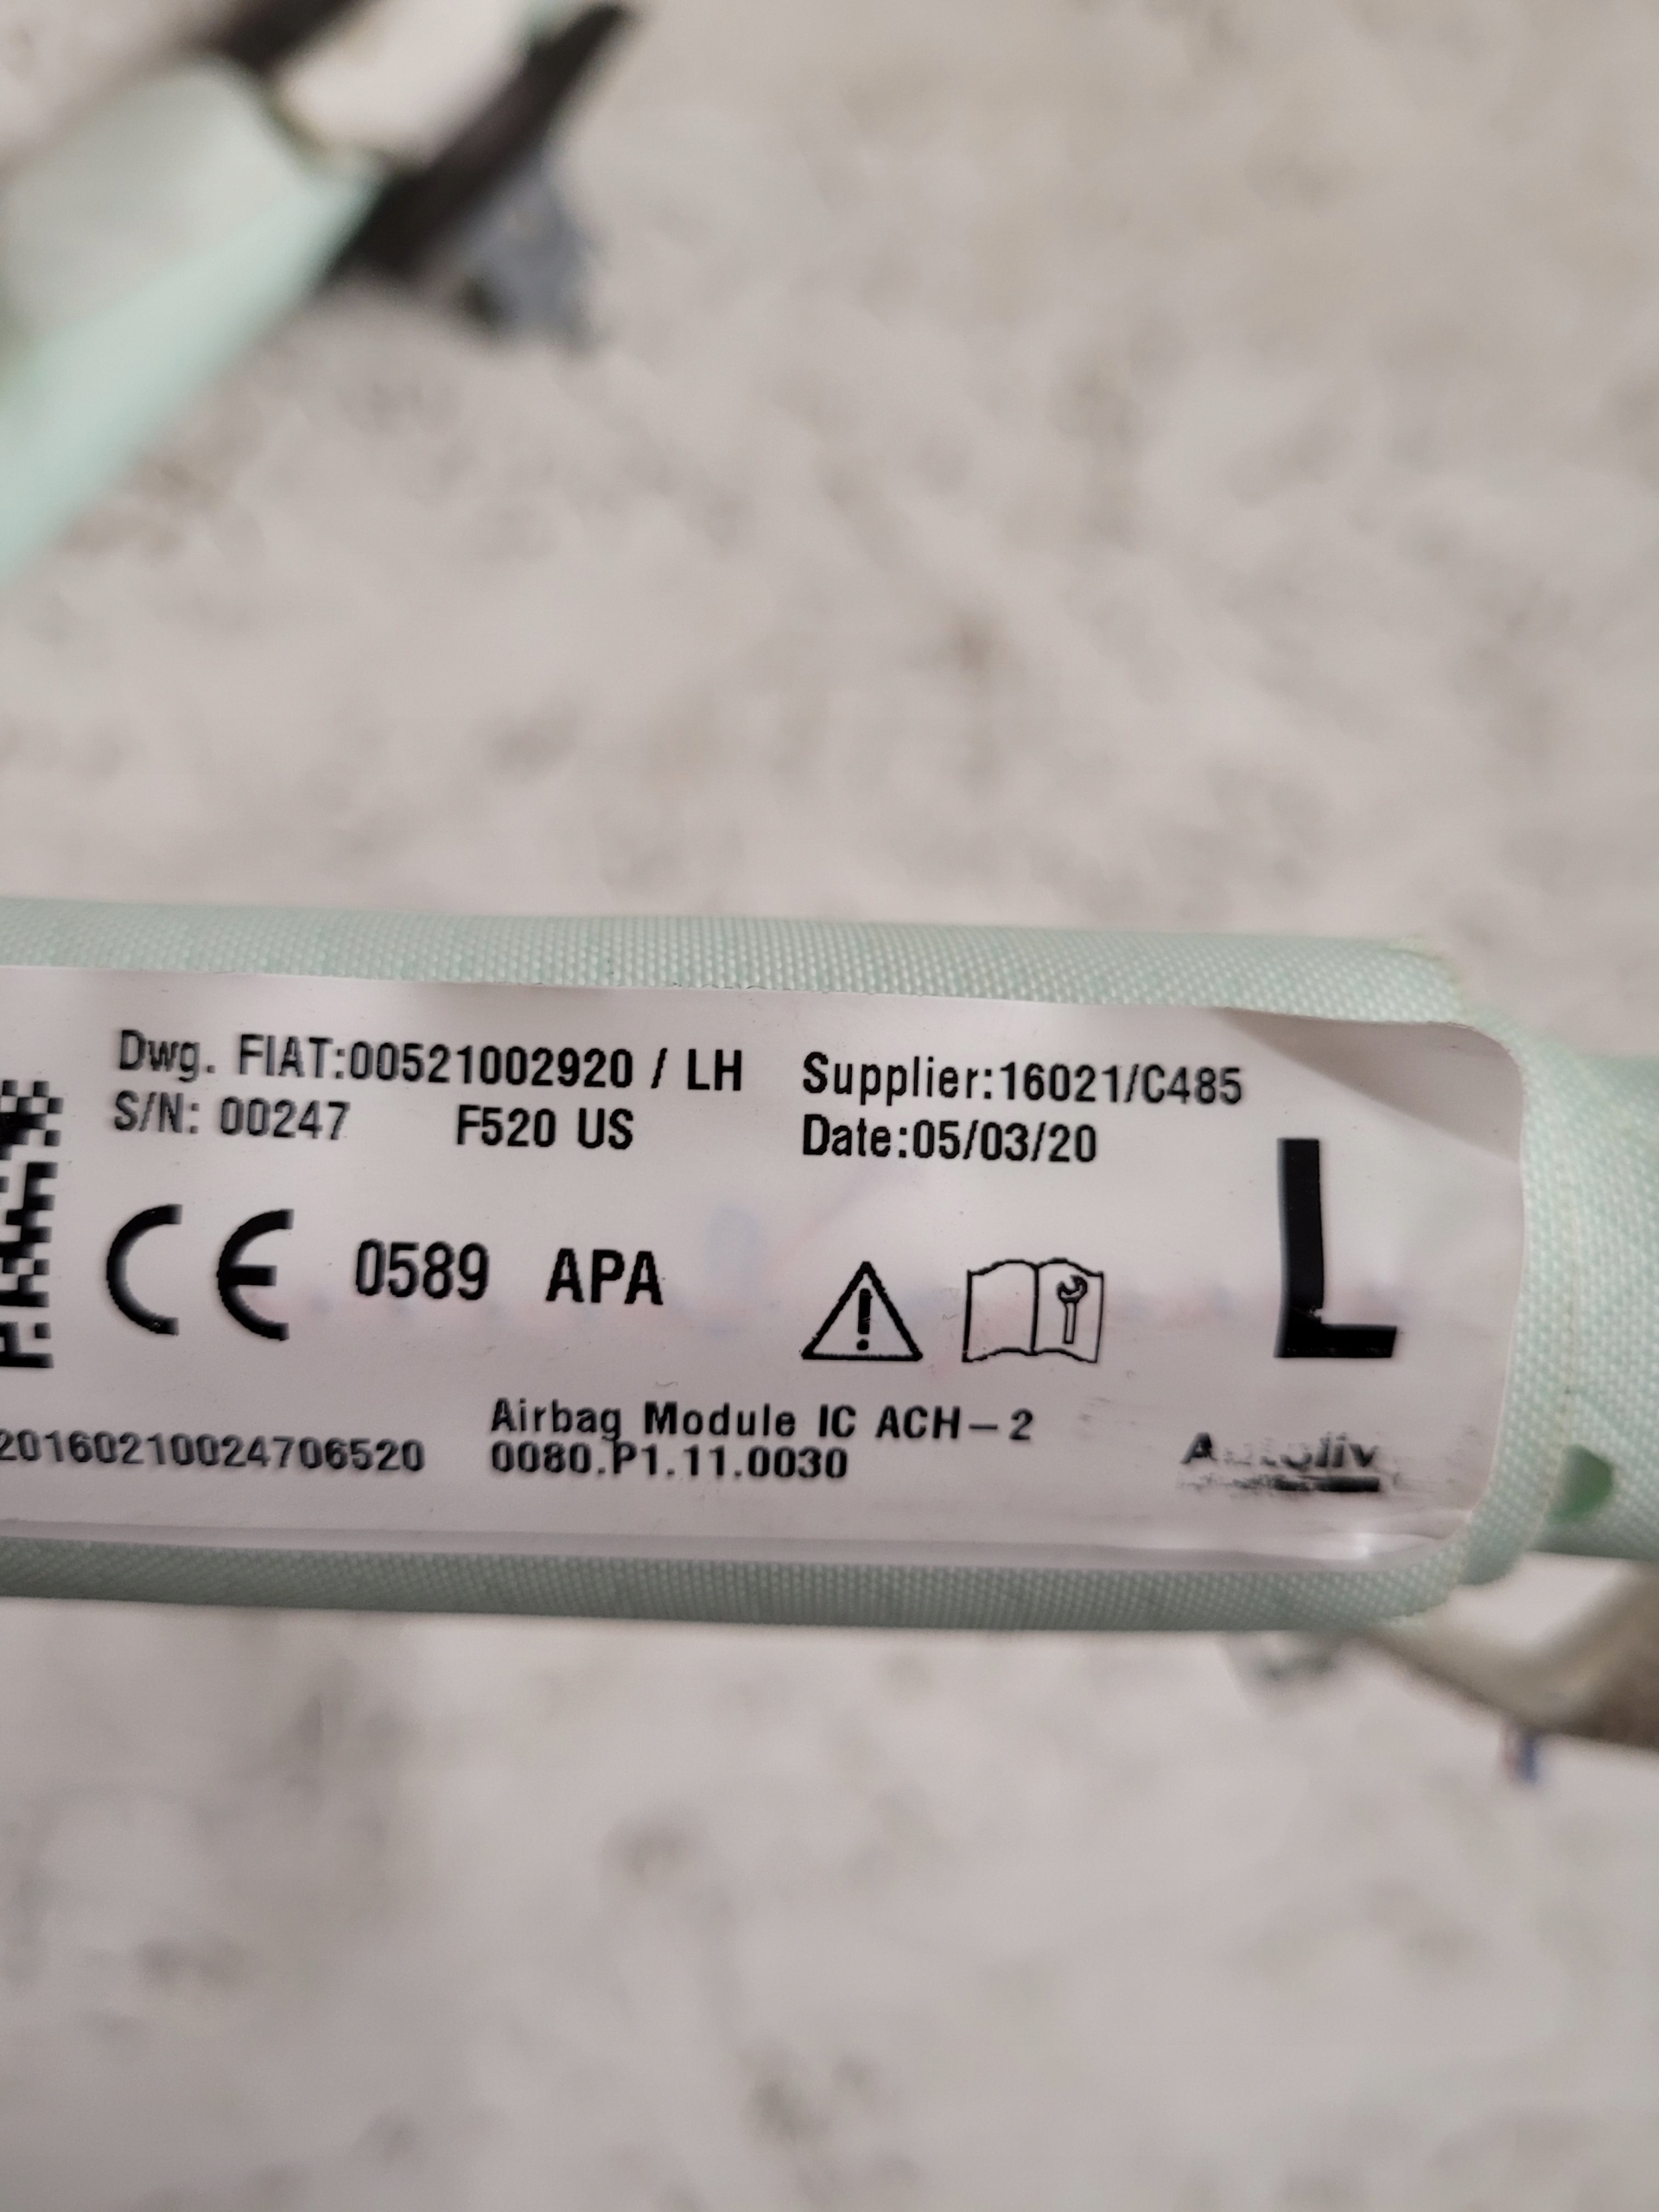 Dwg. FIAT:00521002920 / LH
S/N: 00247 F520 US
Supplier:16021/C485
Date:05/03/20
CE 0589 APA
L
20160210024706520
Airbag Module IC ACH-2
0080.P1.11.0030
Autoliv